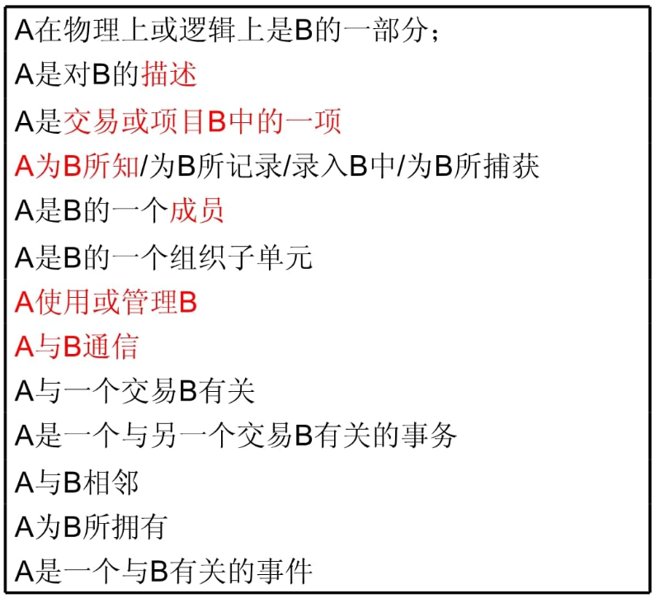 A在物理上或逻辑上是B的一部分；
A是对B的描述
A是交易或项目B中的一项
A为B所知/为B所记录/录入B中/为B所捕获
A是B的一个成员
A是B的一个组织子单元
A使用或管理B
A与B通信
A与一个交易B有关
A是一个与另一个交易B有关的事务
A与B相邻
A为B所拥有
A是一个与B有关的事件